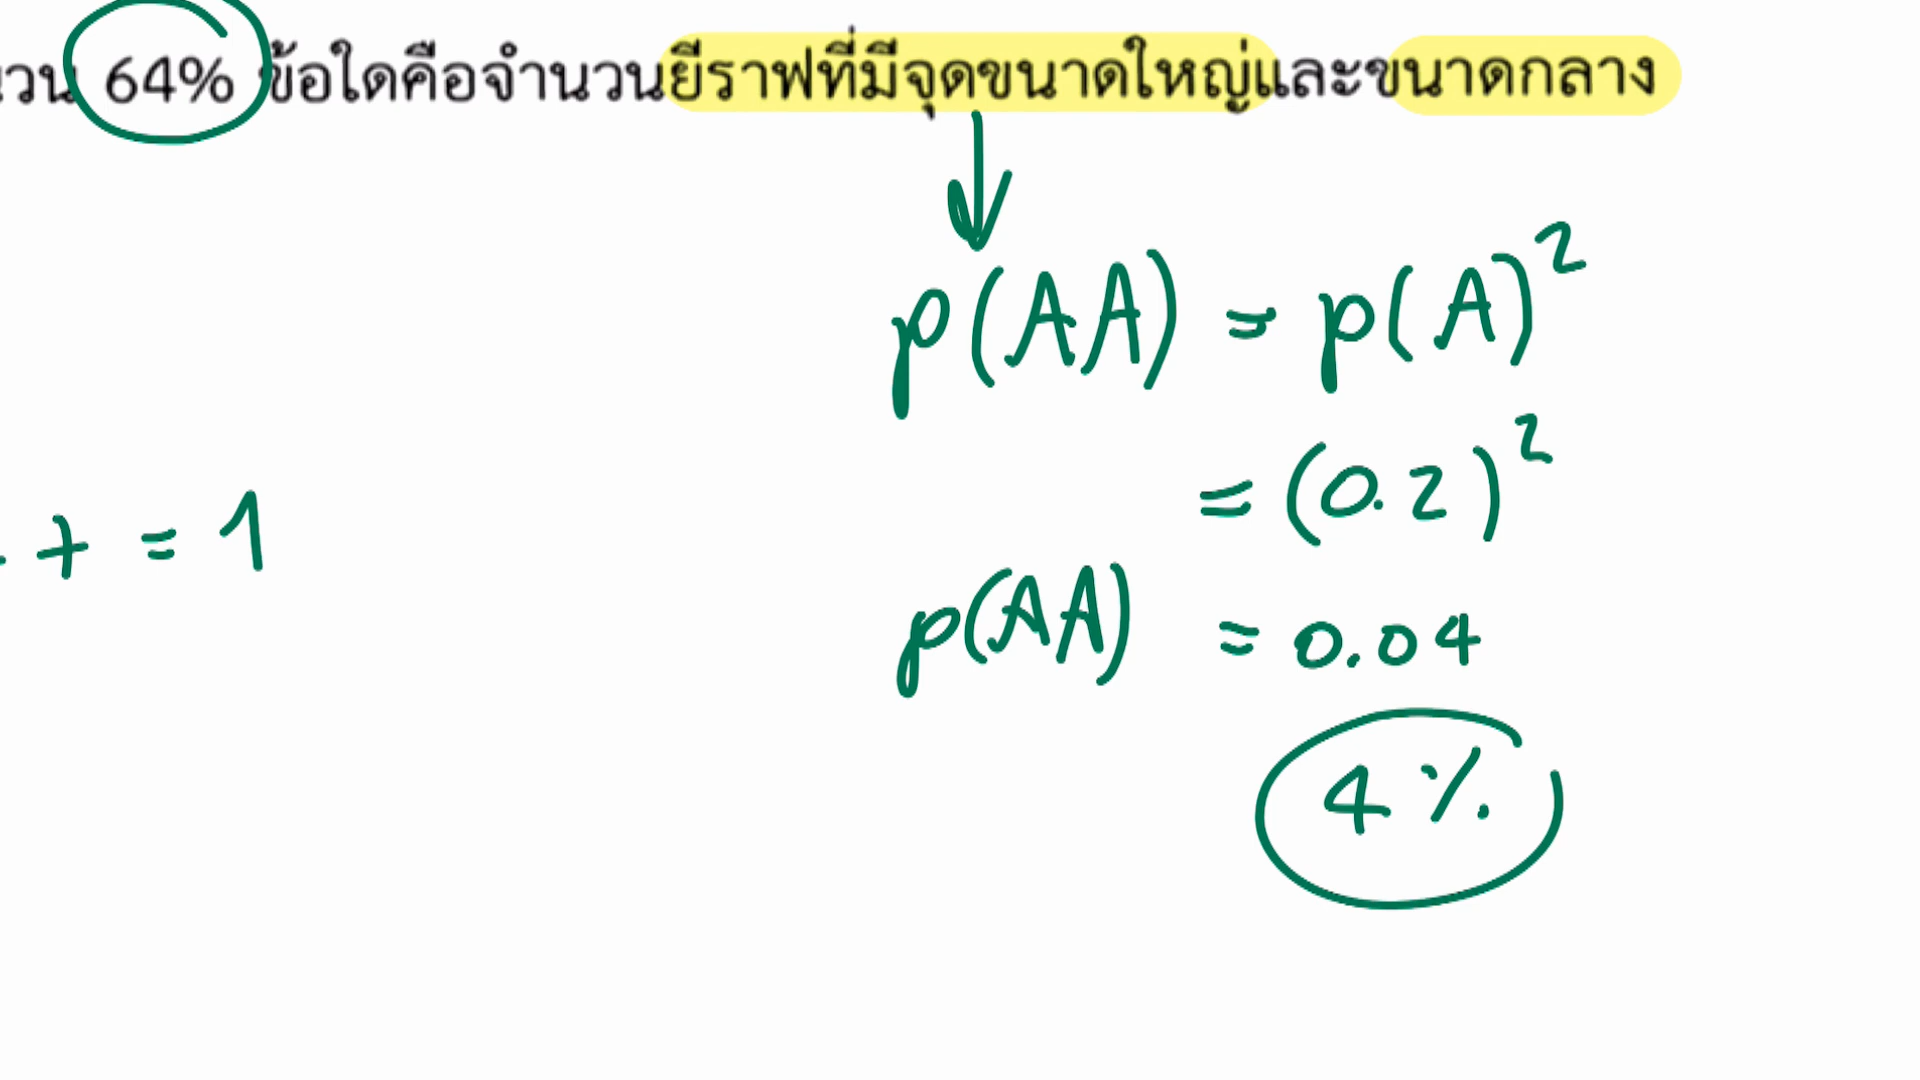 64% ข้อใดคือจำนวนยีราฟที่มีจุดขนาดใหญ่และขนาดกลาง
p(AA) = p(A)²
= (0.2)²
+ = 1
p(AA) = 0.04
4%